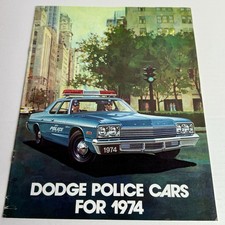 POLICE
1974
DODGE POLICE CARS
FOR 1974